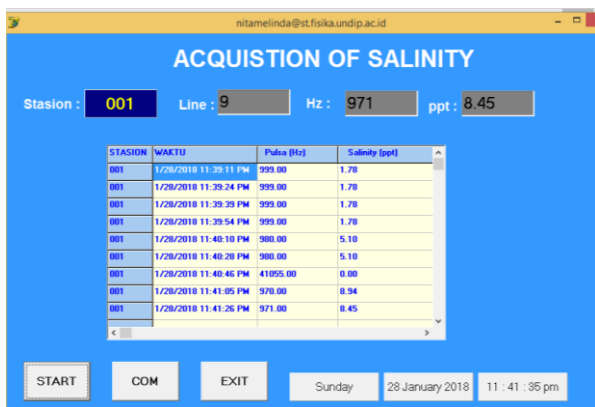 nitamelinda@st.fisika.undip.ac.id
ACQUISTION OF SALINITY
Stasion : 001 Line : 9 Hz : 971 ppt : 8.45
STASION WAKTU Pulsa (Hz) Salinity (ppt)
001 1/28/2018 11:39:11 PM 999.00 1.78
001 1/28/2018 11:39:24 PM 999.00 1.78
001 1/28/2018 11:39:39 PM 999.00 1.78
001 1/28/2018 11:39:54 PM 999.00 1.78
001 1/28/2018 11:40:10 PM 980.00 5.10
001 1/28/2018 11:40:28 PM 980.00 5.10
001 1/28/2018 11:40:46 PM 41055.00 0.00
001 1/28/2018 11:41:05 PM 970.00 8.94
001 1/28/2018 11:41:26 PM 971.00 8.45
START COM EXIT Sunday 28 January 2018 11 : 41 : 35 pm